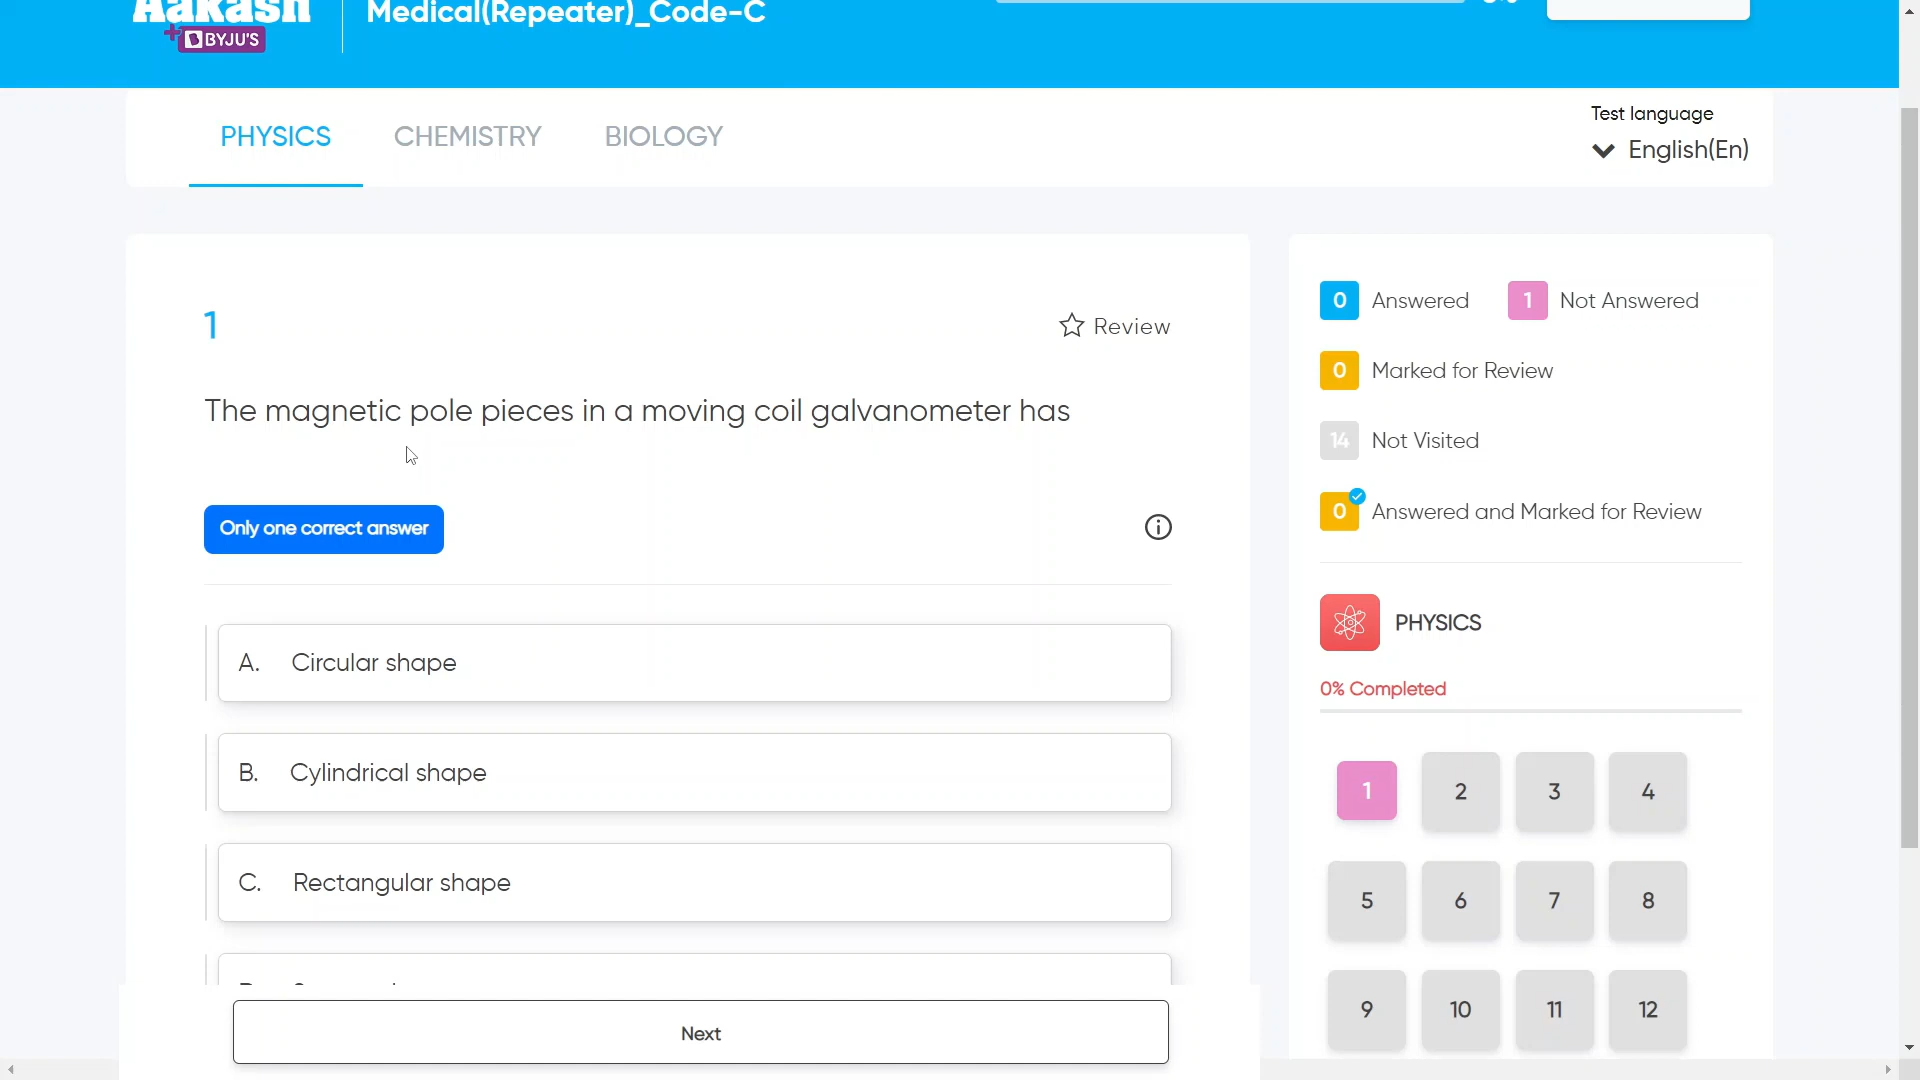 Aakash
BYJU'S
Medical(Repeater)_Code-C
PHYSICS
CHEMISTRY
BIOLOGY
Test language
English(En)
1
Review
The magnetic pole pieces in a moving coil galvanometer has
Only one correct answer
A. Circular shape
B. Cylindrical shape
C. Rectangular shape
Next
0 Answered
1 Not Answered
0 Marked for Review
14 Not Visited
0 Answered and Marked for Review
PHYSICS
0% Completed
1 2 3 4
5 6 7 8
9 10 11 12